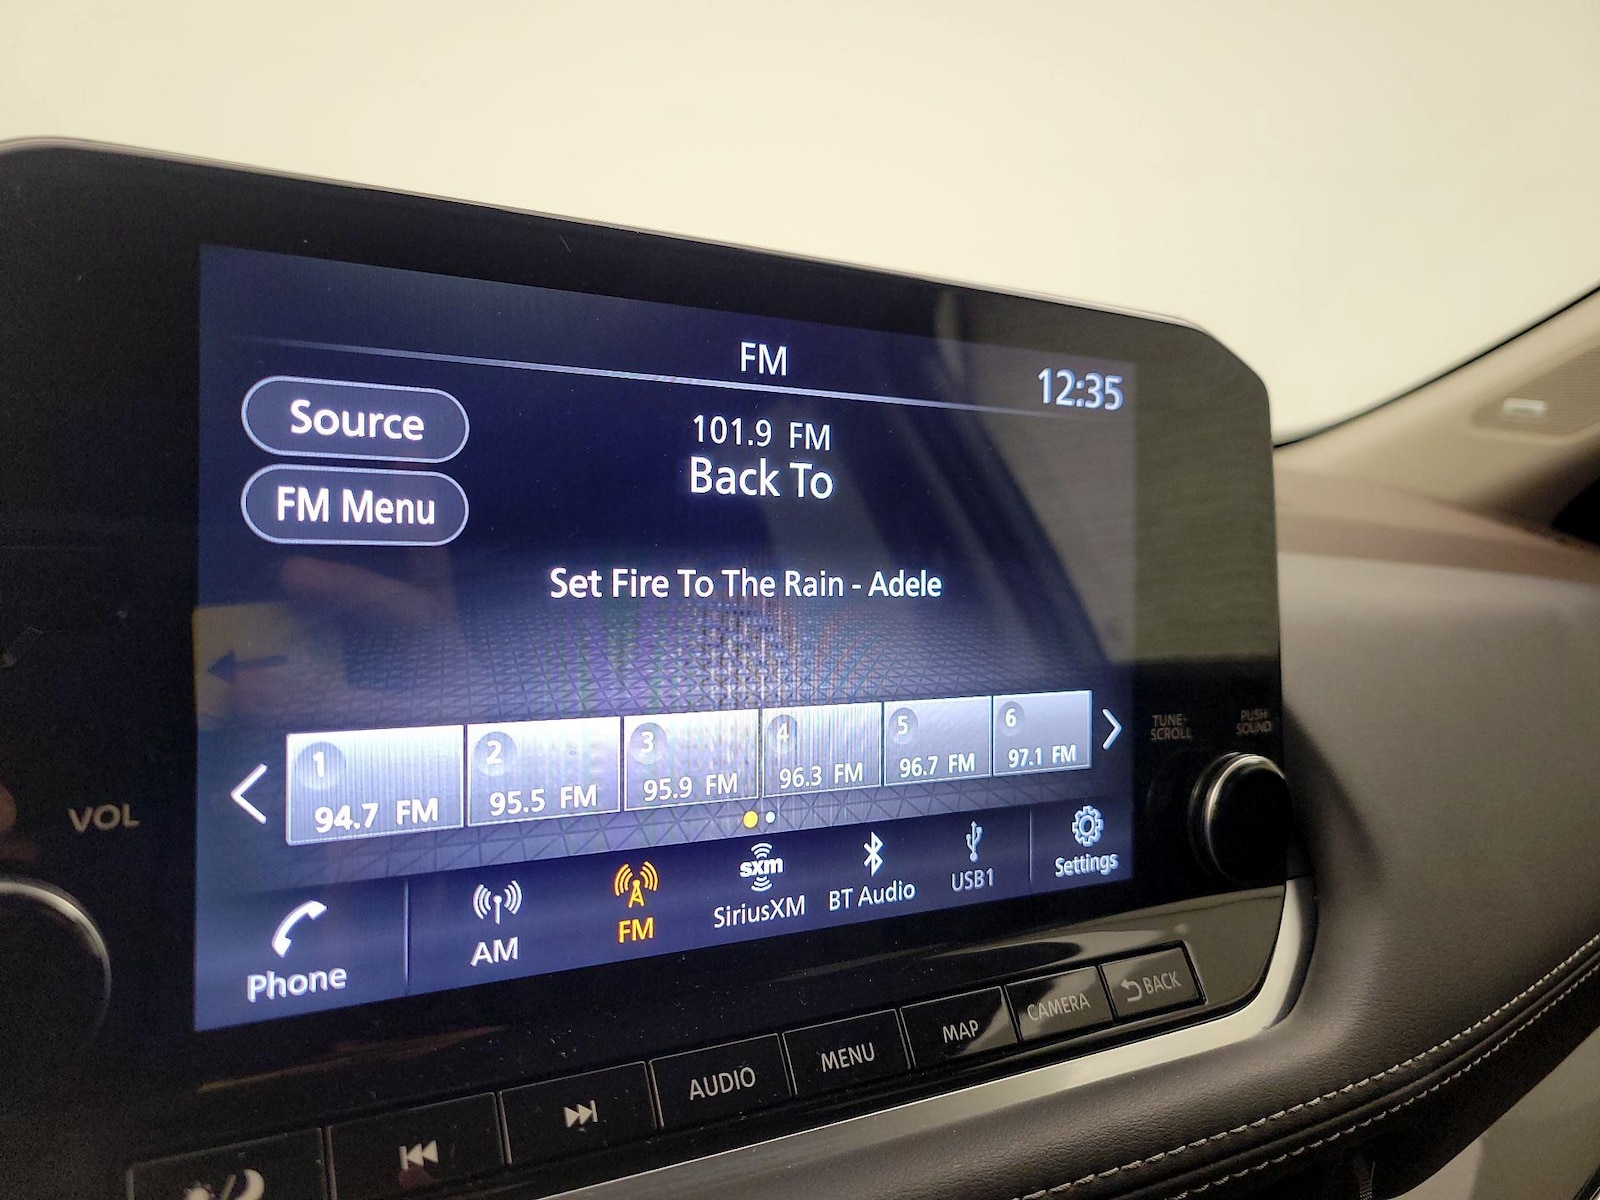 FM
12:35
Source
101.9 FM
Back To
FM Menu
Set Fire To The Rain - Adele
1
94.7 FM
2
95.5 FM
3
95.9 FM
4
96.3 FM
5
96.7 FM
6
97.1 FM
TUNE·
SCROLL
PUSH
SOUND
VOL
Phone
AM
FM
sxm
SiriusXM
BT Audio
USB1
Settings
AUDIO
MENU
MAP
CAMERA
BACK